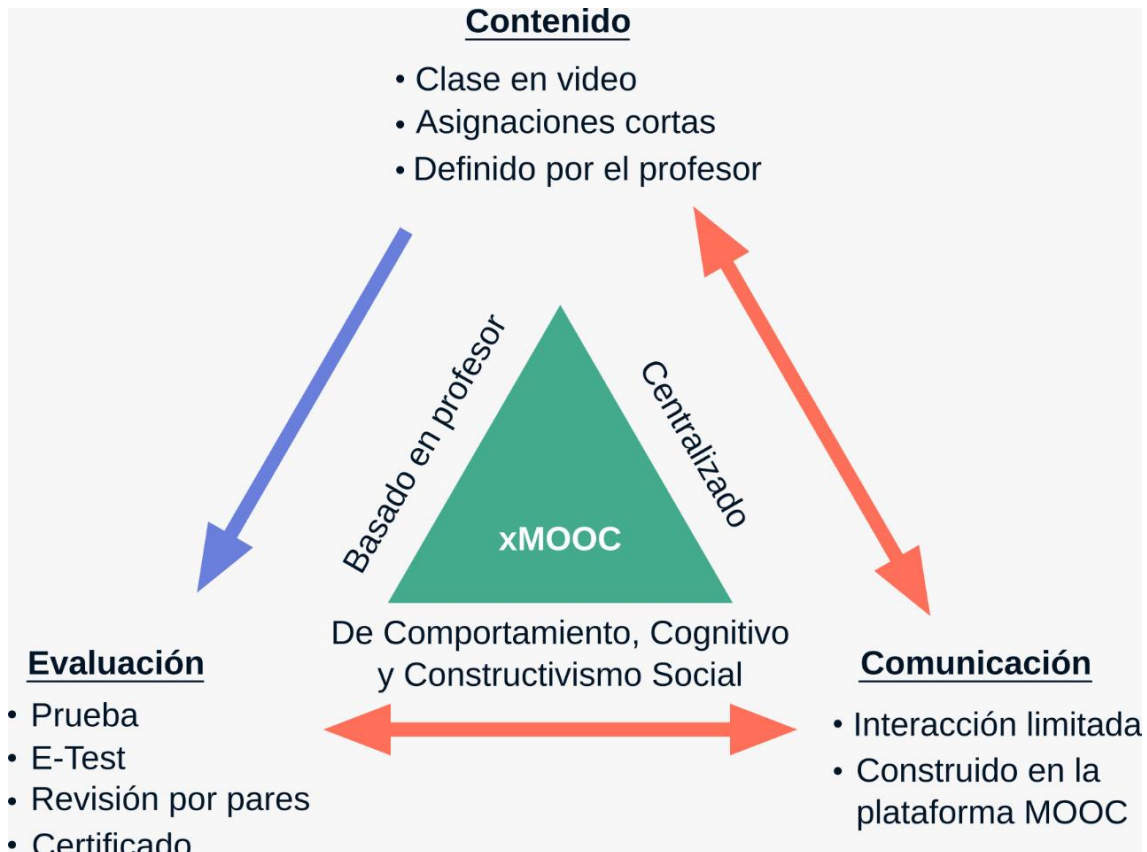 Contenido
• Clase en video
• Asignaciones cortas
• Definido por el profesor
Basado en profesor
Centralizado
xMOOC
De Comportamiento, Cognitivo
y Constructivismo Social
Evaluación
• Prueba
• E-Test
• Revisión por pares
• Certificado
Comunicación
• Interacción limitada
• Construido en la
plataforma MOOC